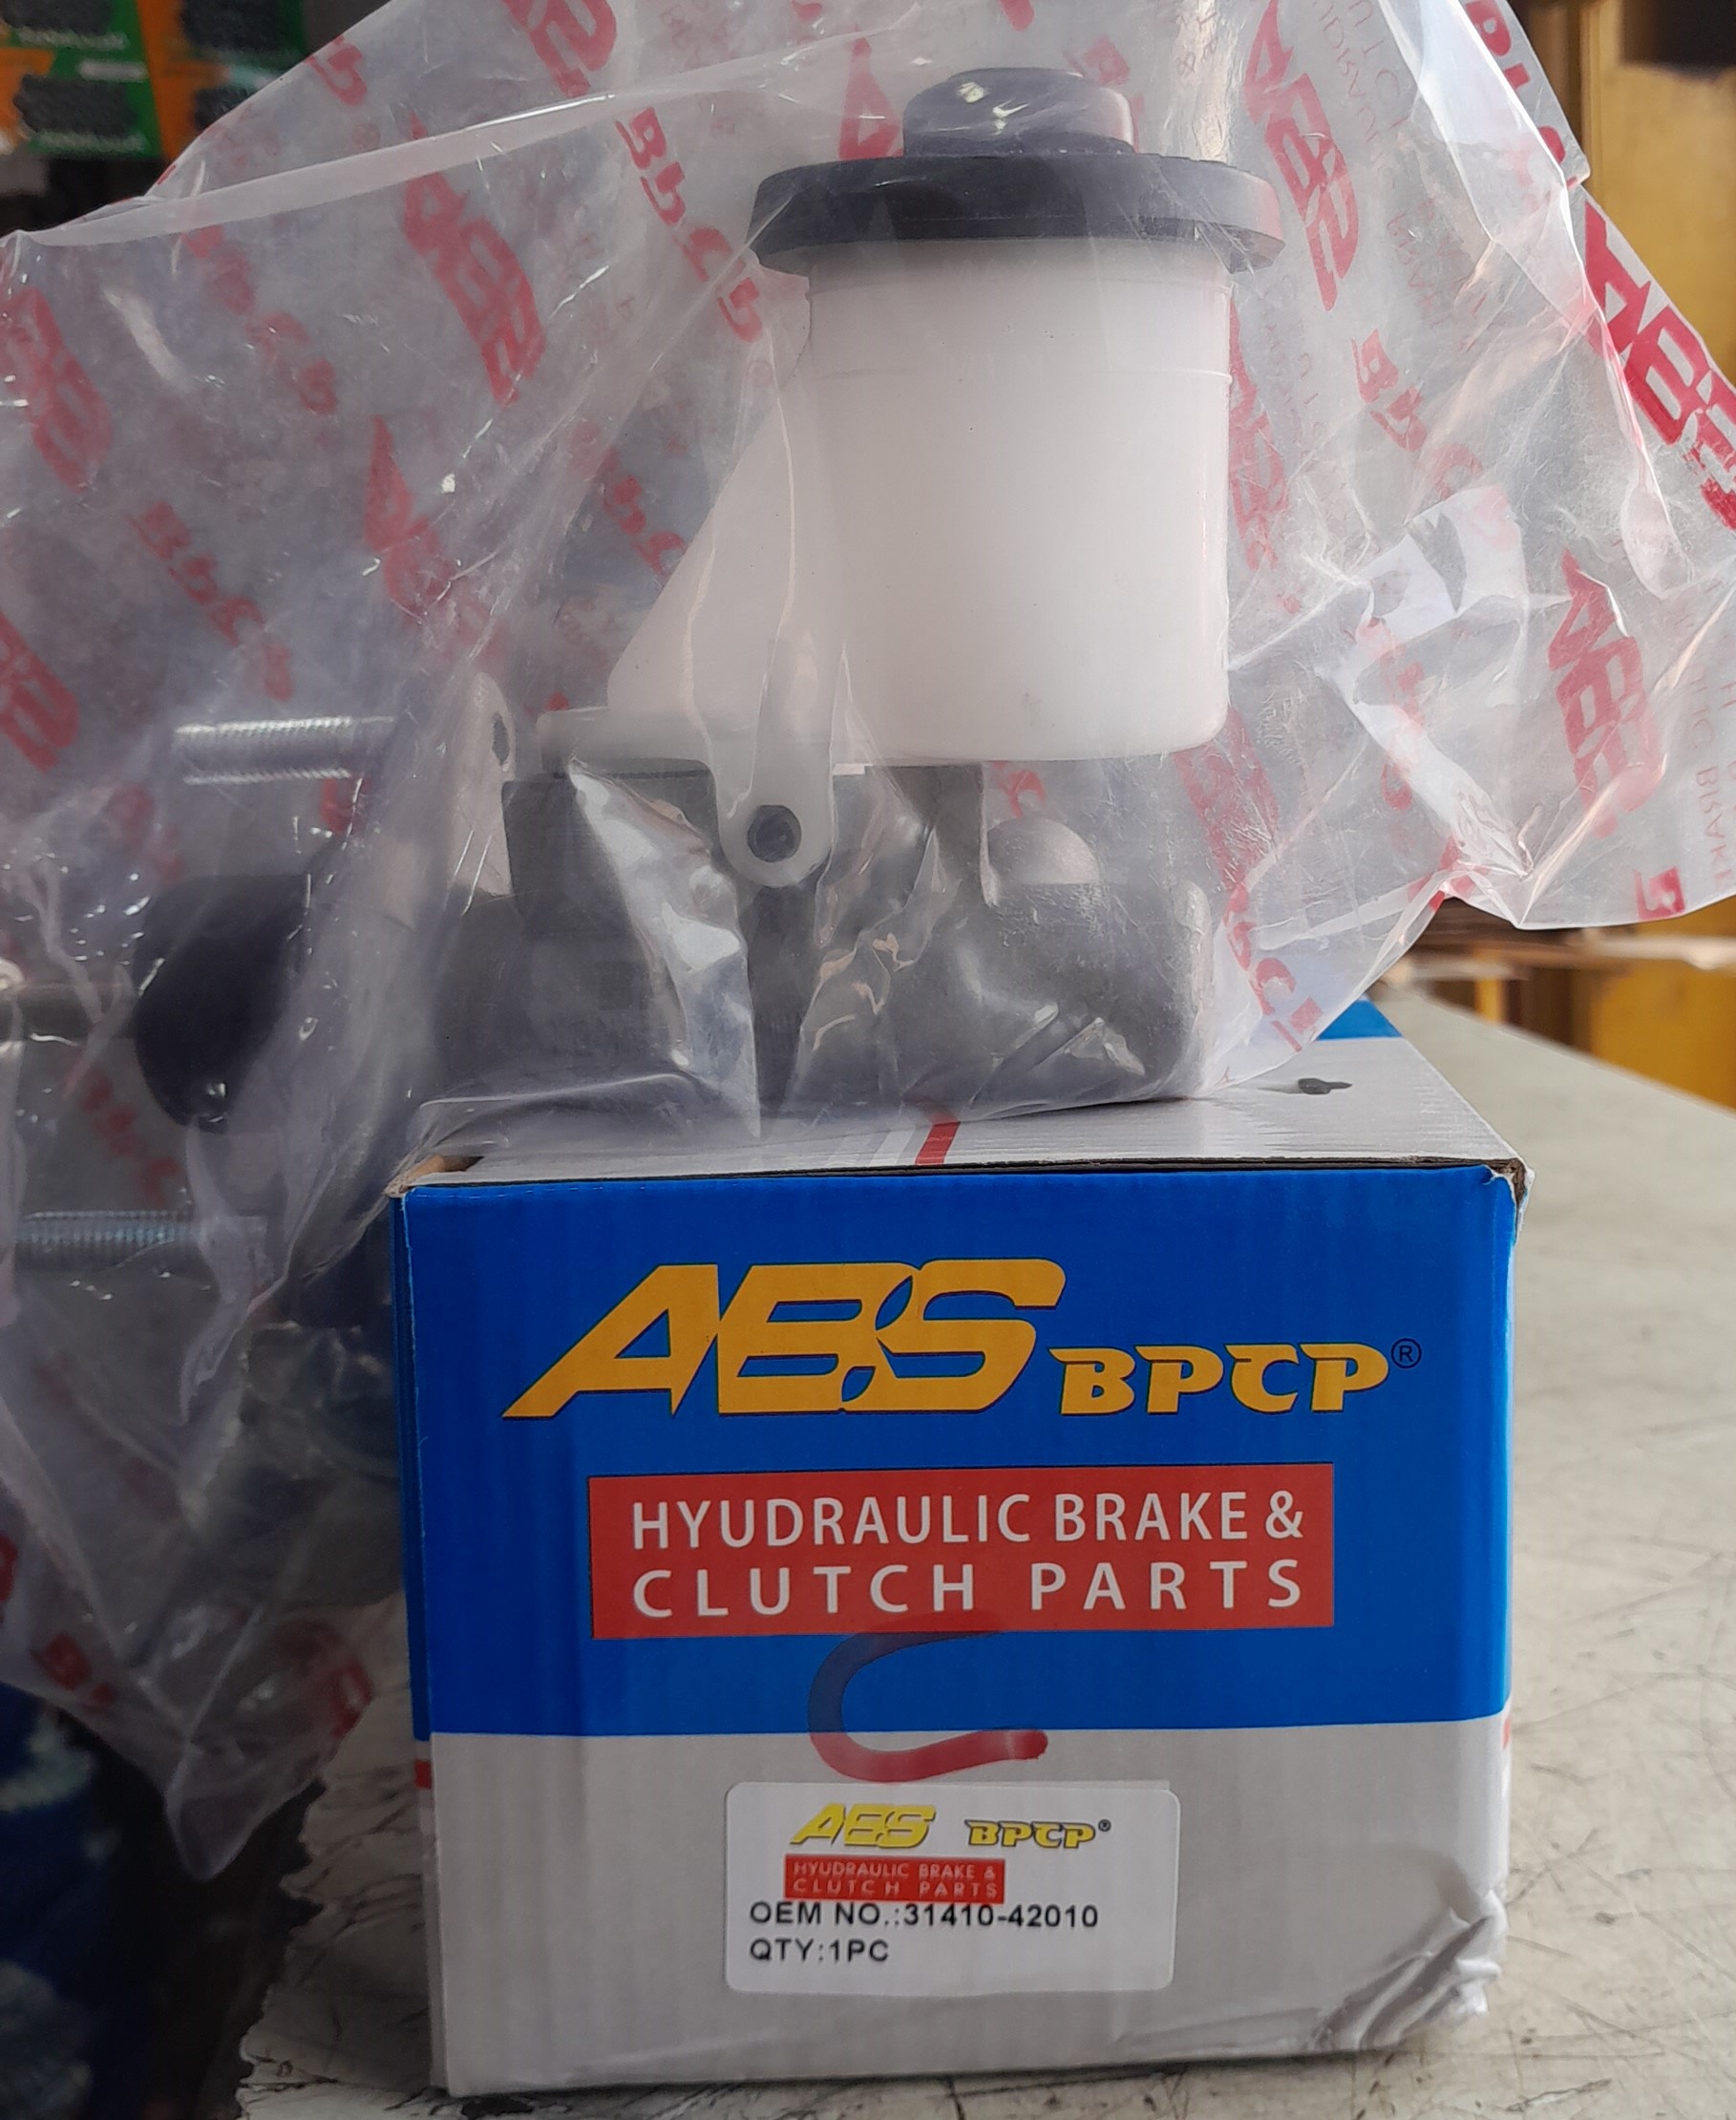 ABS BPCP®
HYUDRAULIC BRAKE &
CLUTCH PARTS
ABS BPCP®
HYUDRAULIC BRAKE &
CLUTCH PARTS
OEM NO.:31410-42010
QTY:1PC